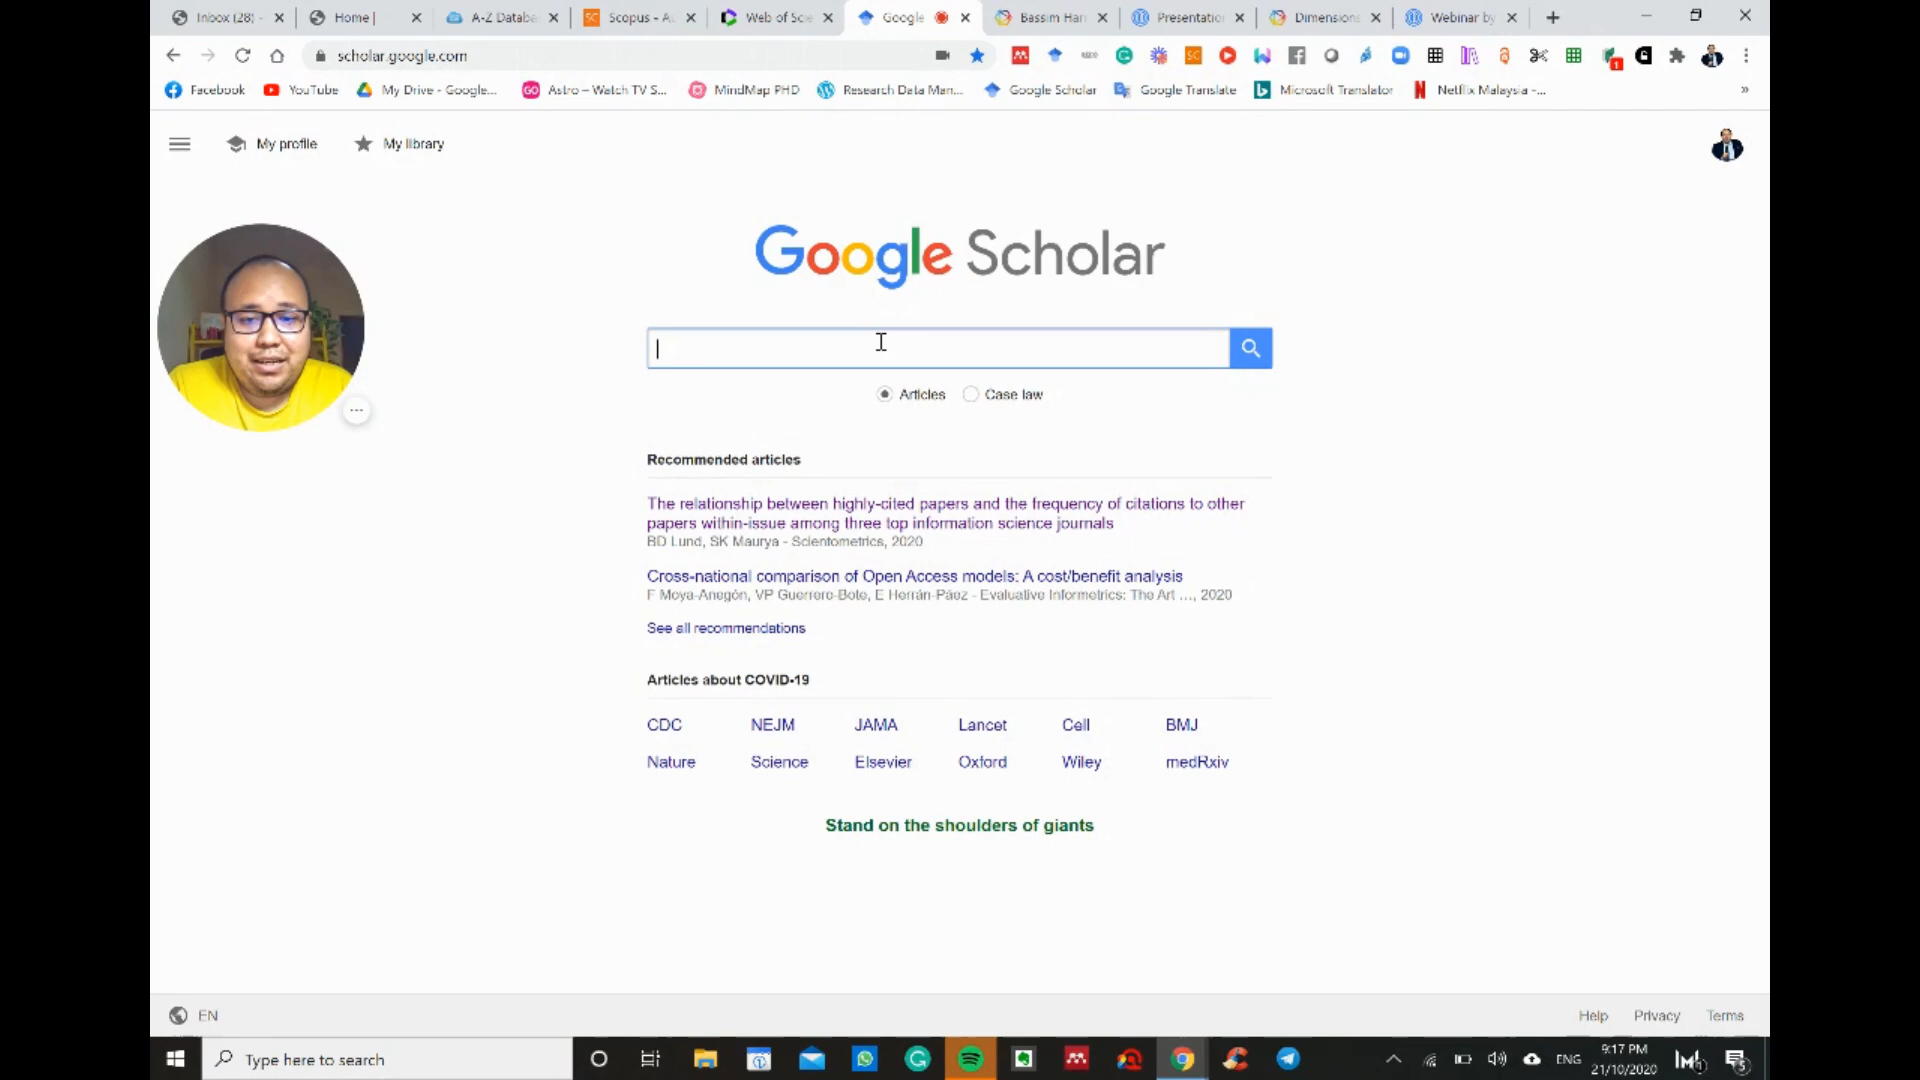 Inbox (28) -
Home |
A-Z Databa
Scopus - Au
Web of Scie
Google
Bassim Ham
Presentation
Dimensions
Webinar by
scholar.google.com
Facebook
YouTube
My Drive - Google...
Astro – Watch TV S...
MindMap PHD
Research Data Man...
Google Scholar
Google Translate
Microsoft Translator
Netflix Malaysia -...
»
My profile
My library
Google Scholar
Articles
Case law
Recommended articles
The relationship between highly-cited papers and the frequency of citations to other
papers within-issue among three top information science journals
BD Lund, SK Maurya - Scientometrics, 2020
Cross-national comparison of Open Access models: A cost/benefit analysis
F Moya-Anegón, VP Guerrero-Bote, E Herrán-Páez - Evaluative Informetrics: The Art ..., 2020
See all recommendations
Articles about COVID-19
CDC NEJM JAMA Lancet Cell BMJ
Nature Science Elsevier Oxford Wiley medRxiv
Stand on the shoulders of giants
EN
Help Privacy Terms
Type here to search
ENG
9:17 PM
21/10/2020